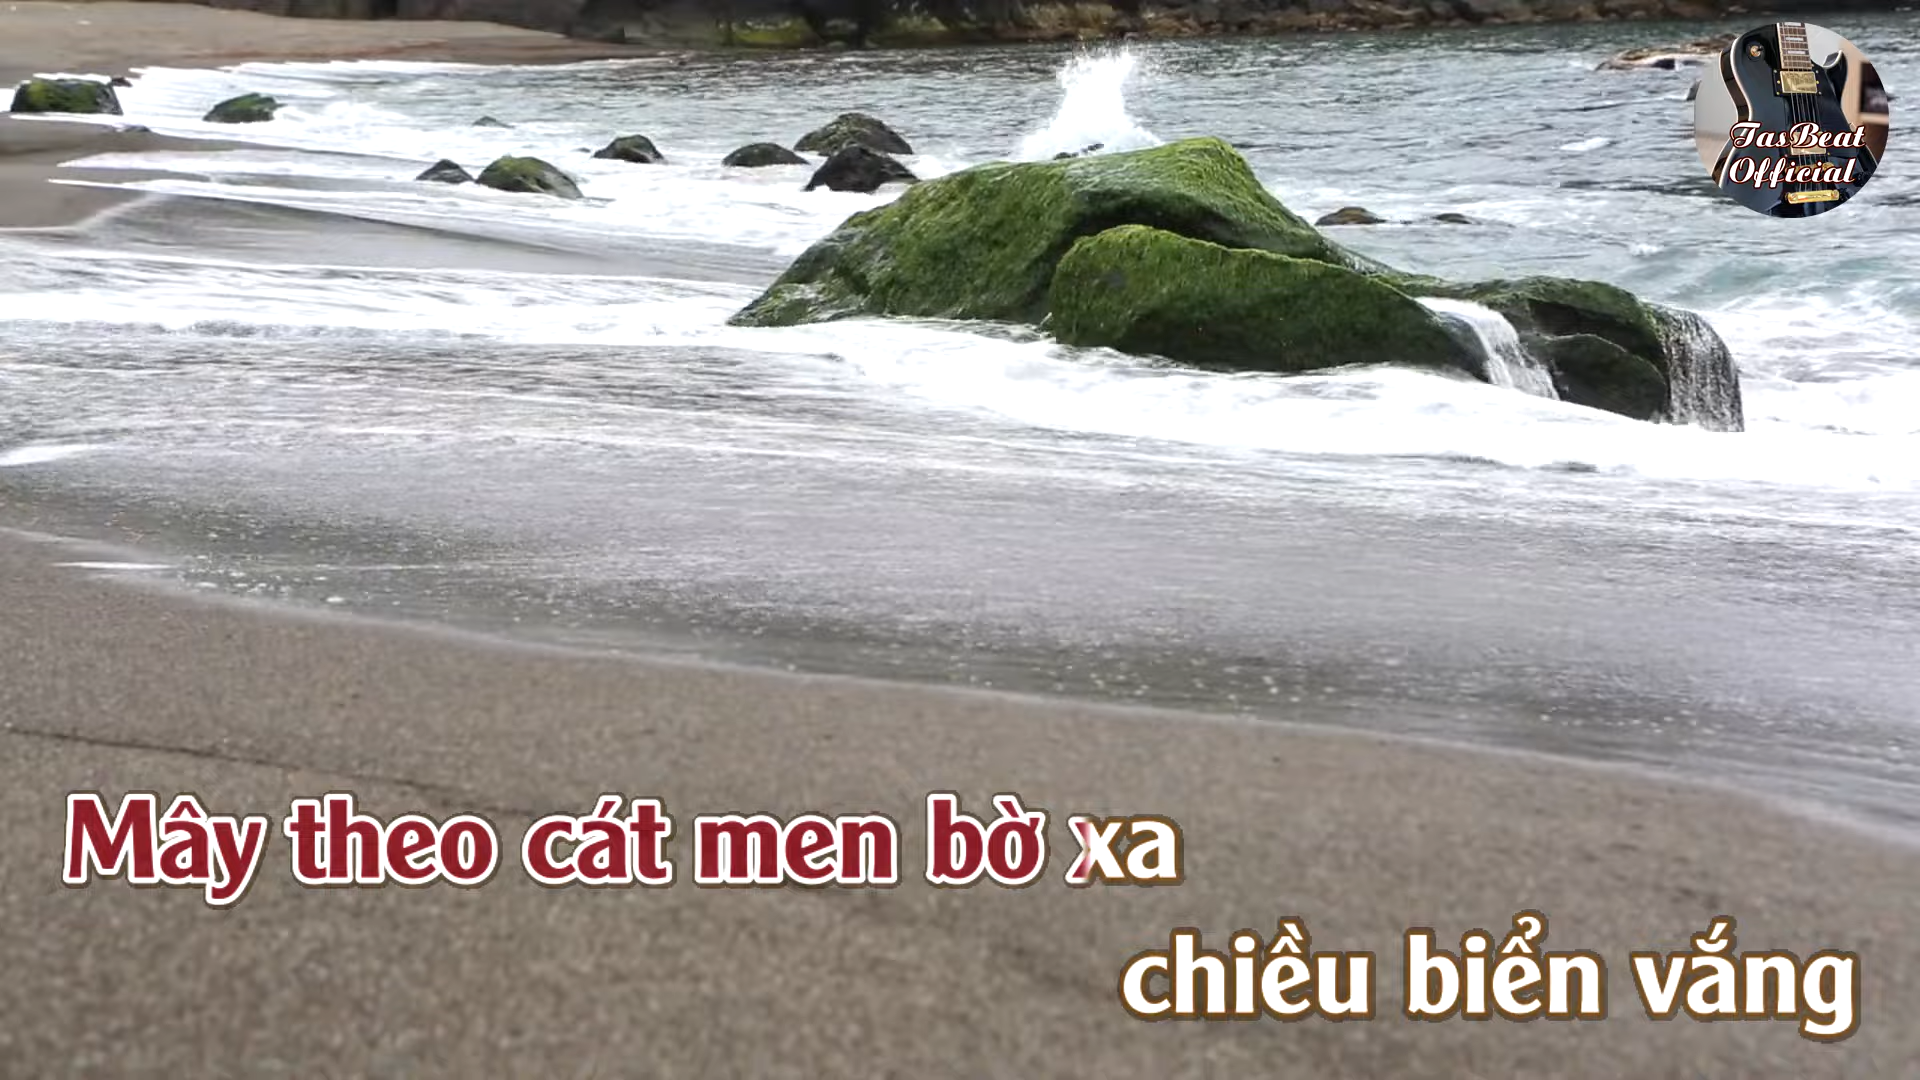 TasBeat
Official
Mây theo cát men bờ xa
chiều biển vắng